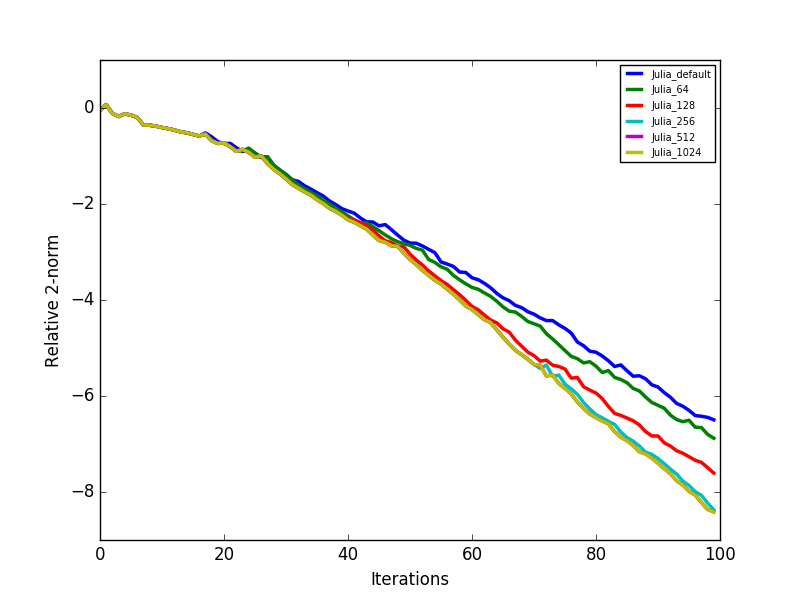 Julia_default
Julia_64
Julia_128
Julia_256
Julia_512
Julia_1024
Relative 2-norm
0
−2
−4
−6
−8
0 20 40 60 80 100
Iterations